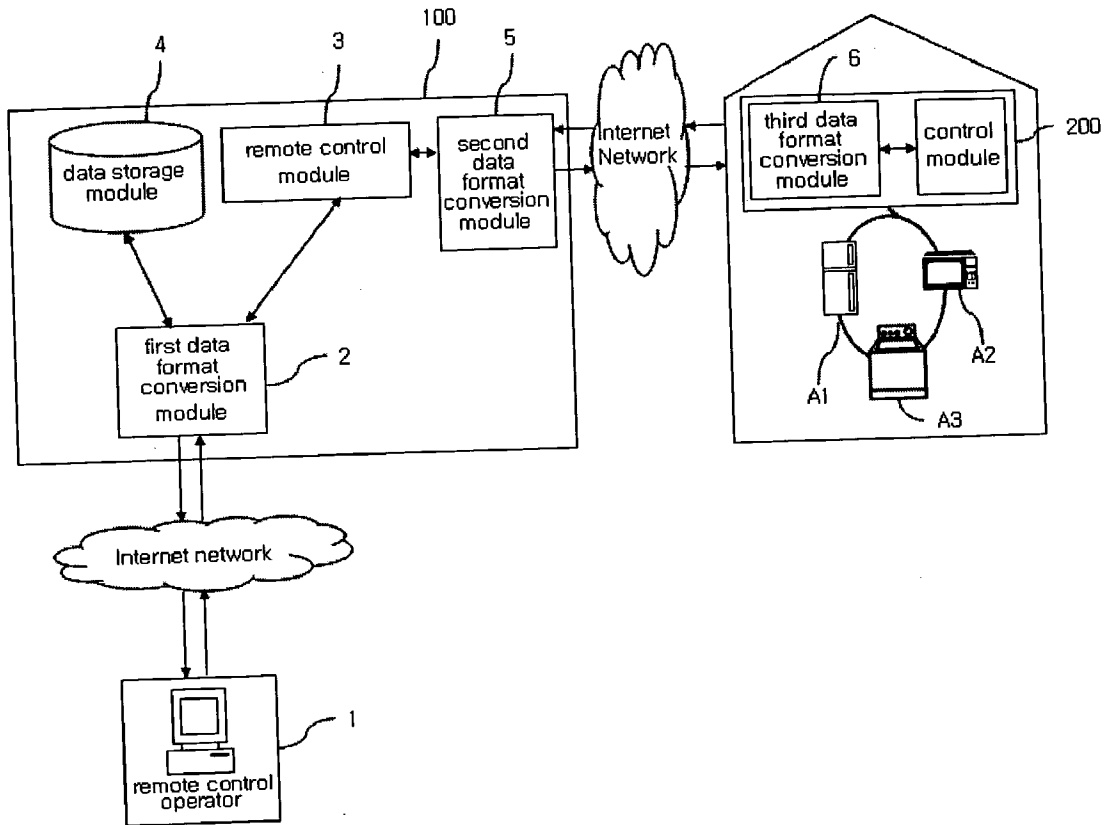 100
4
3
5
6
data storage
module
remote control
module
second
data
format
conversion
module
Internet
Network
third data
format
conversion
module
control
module
200
first data
format
conversion
module
2
A1
A2
A3
Internet network
1
remote control
operator